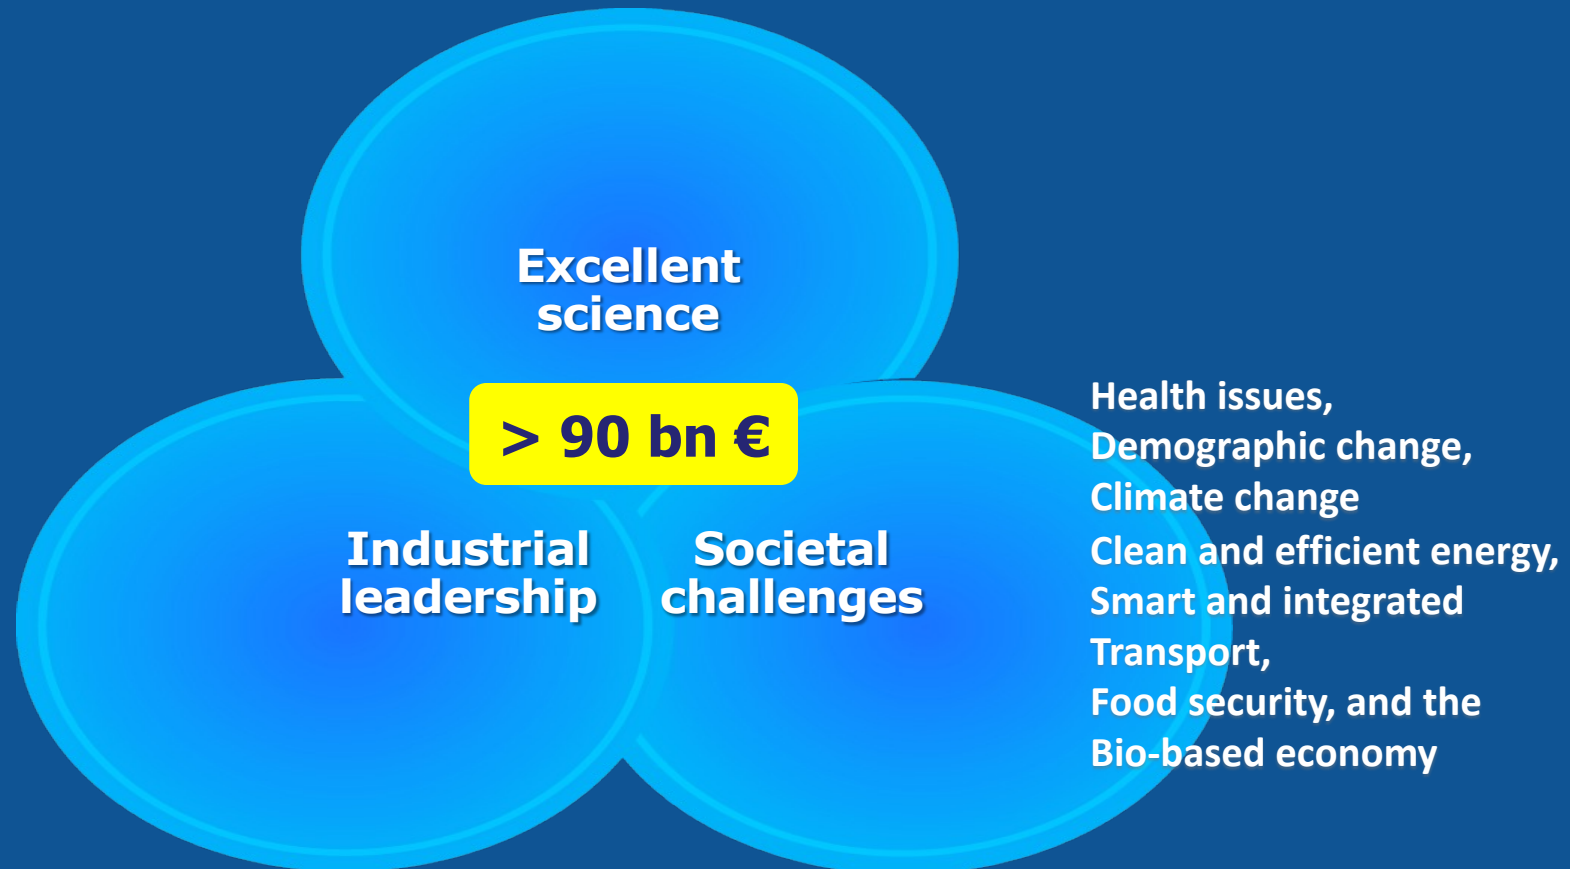 Excellent
science
> 90 bn €
Industrial
leadership
Societal
challenges
Health issues,
Demographic change,
Climate change
Clean and efficient energy,
Smart and integrated
Transport,
Food security, and the
Bio-based economy